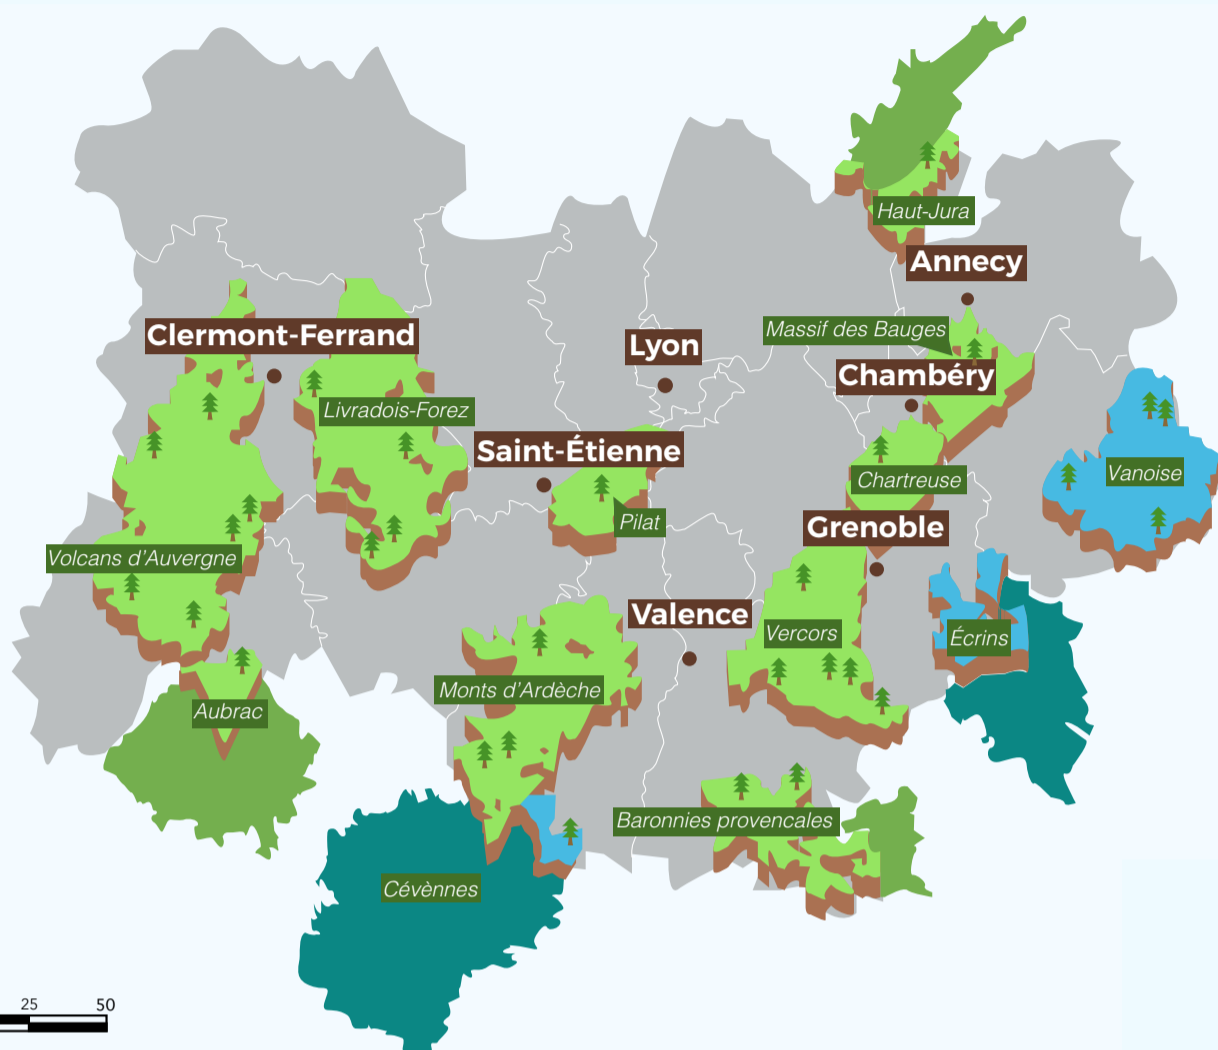 Haut-Jura
Annecy
Massif des Bauges
Clermont-Ferrand
Lyon
Chambéry
Livradois-Forez
Saint-Étienne
Vanoise
Chartreuse
Pilat
Grenoble
Volcans d'Auvergne
Valence
Vercors
Écrins
Monts d'Ardèche
Aubrac
Baronnies provencales
Cévènnes
25 50